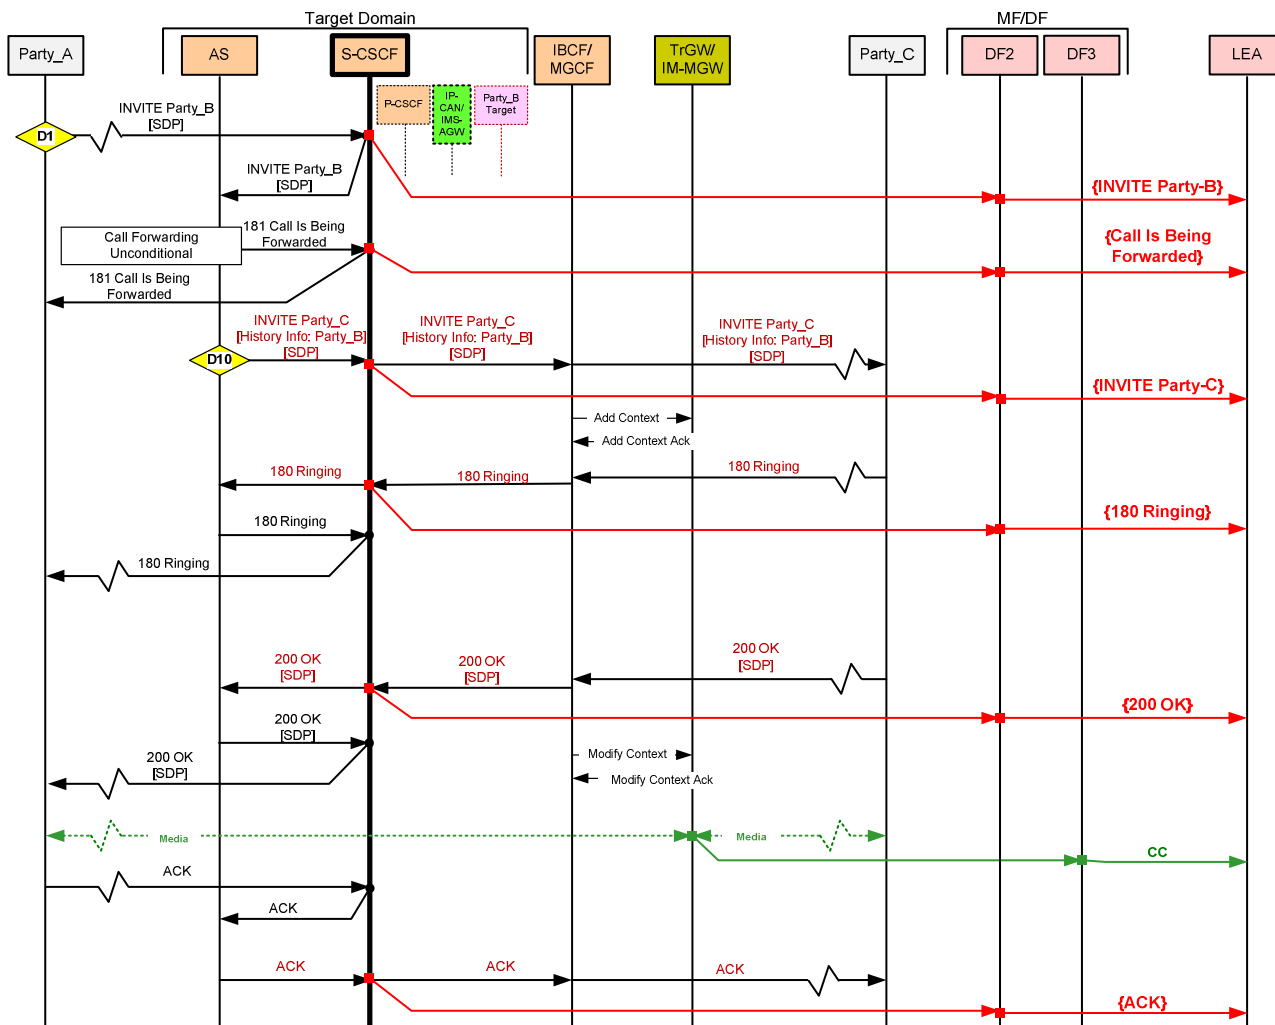 Target Domain
MF/DF
Party_A
AS
S-CSCF
IBCF/
MGCF
TrGW/
IM-MGW
Party_C
DF2
DF3
LEA
P-CSCF
IP-
CAN/
IMS-
AGW
Party_B
Target
INVITE Party_B
[SDP]
D1
INVITE Party_B
[SDP]
{INVITE Party-B}
Call Forwarding
Unconditional
181 Call Is Being
Forwarded
{Call Is Being
Forwarded}
181 Call Is Being
Forwarded
D10
INVITE Party_C
[History Info: Party_B]
[SDP]
INVITE Party_C
[History Info: Party_B]
[SDP]
INVITE Party_C
[History Info: Party_B]
[SDP]
{INVITE Party-C}
Add Context
Add Context Ack
180 Ringing
180 Ringing
180 Ringing
{180 Ringing}
180 Ringing
180 Ringing
200 OK
[SDP]
200 OK
[SDP]
200 OK
[SDP]
{200 OK}
200 OK
[SDP]
200 OK
[SDP]
Modify Context
Modify Context Ack
Media
Media
CC
ACK
ACK
ACK
ACK
ACK
{ACK}